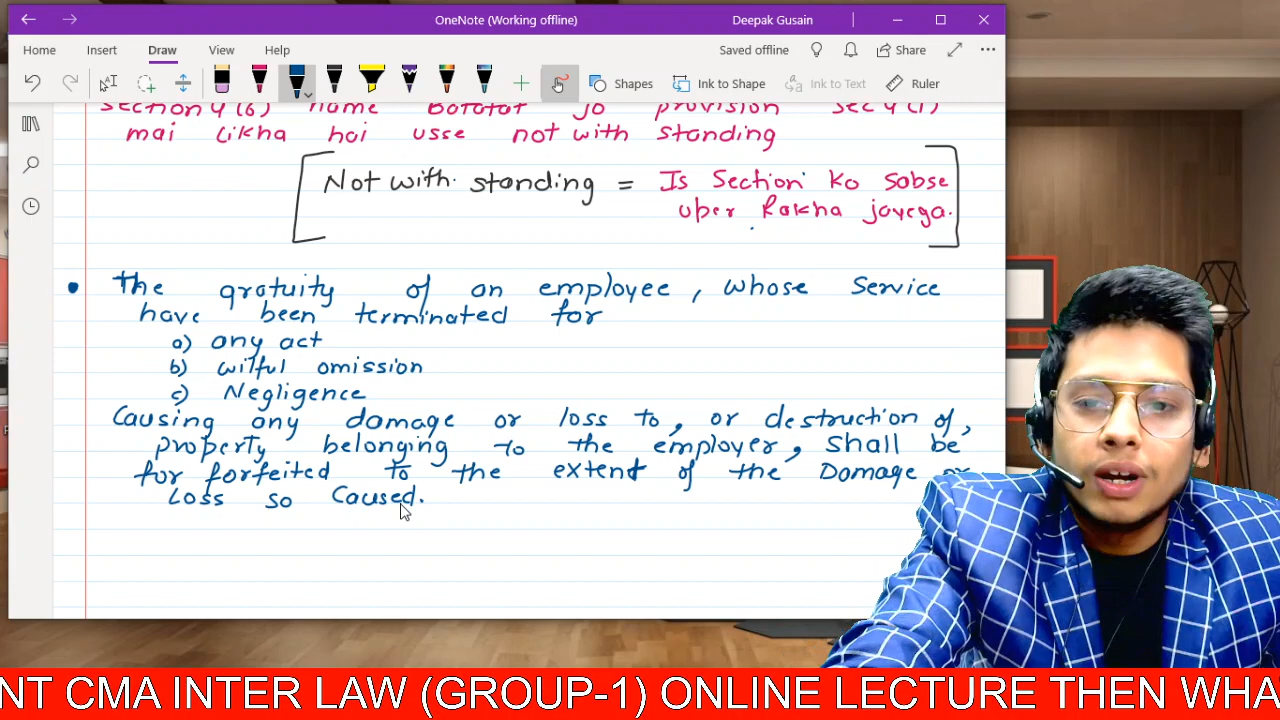 OneNote (Working offline)
Deepak Gusain
Home Insert Draw View Help
Saved offline
Share
Shapes
Ink to Shape
Ink to Text
Ruler
Section 4(6) name jo provision sec 4(1)
mai Likha hai usse not with standing
Not with standing = Is Section Ko Sabse
uper Rakha jayega.
• The gratuity of an employee, whose Service
have been terminated for
a) any act
b) wilful omission
c) Negligence
Causing any damage or loss to, or destruction of,
property belonging to the employer, shall be
for forfeited to the extent of the Damage or
Loss so Caused.
NT CMA INTER LAW (GROUP-1) ONLINE LECTURE THEN WHA